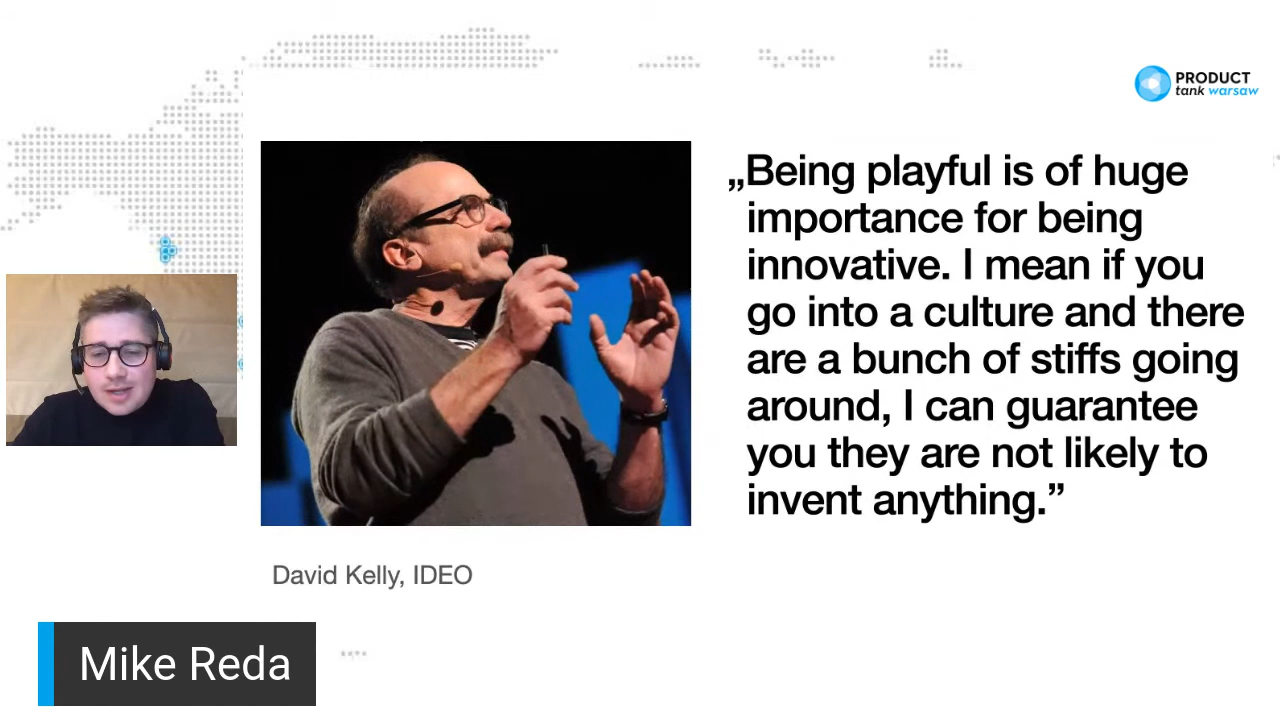 PRODUCT
tank warsaw
„Being playful is of huge
importance for being
innovative. I mean if you
go into a culture and there
are a bunch of stiffs going
around, I can guarantee
you they are not likely to
invent anything.”
David Kelly, IDEO
Mike Reda